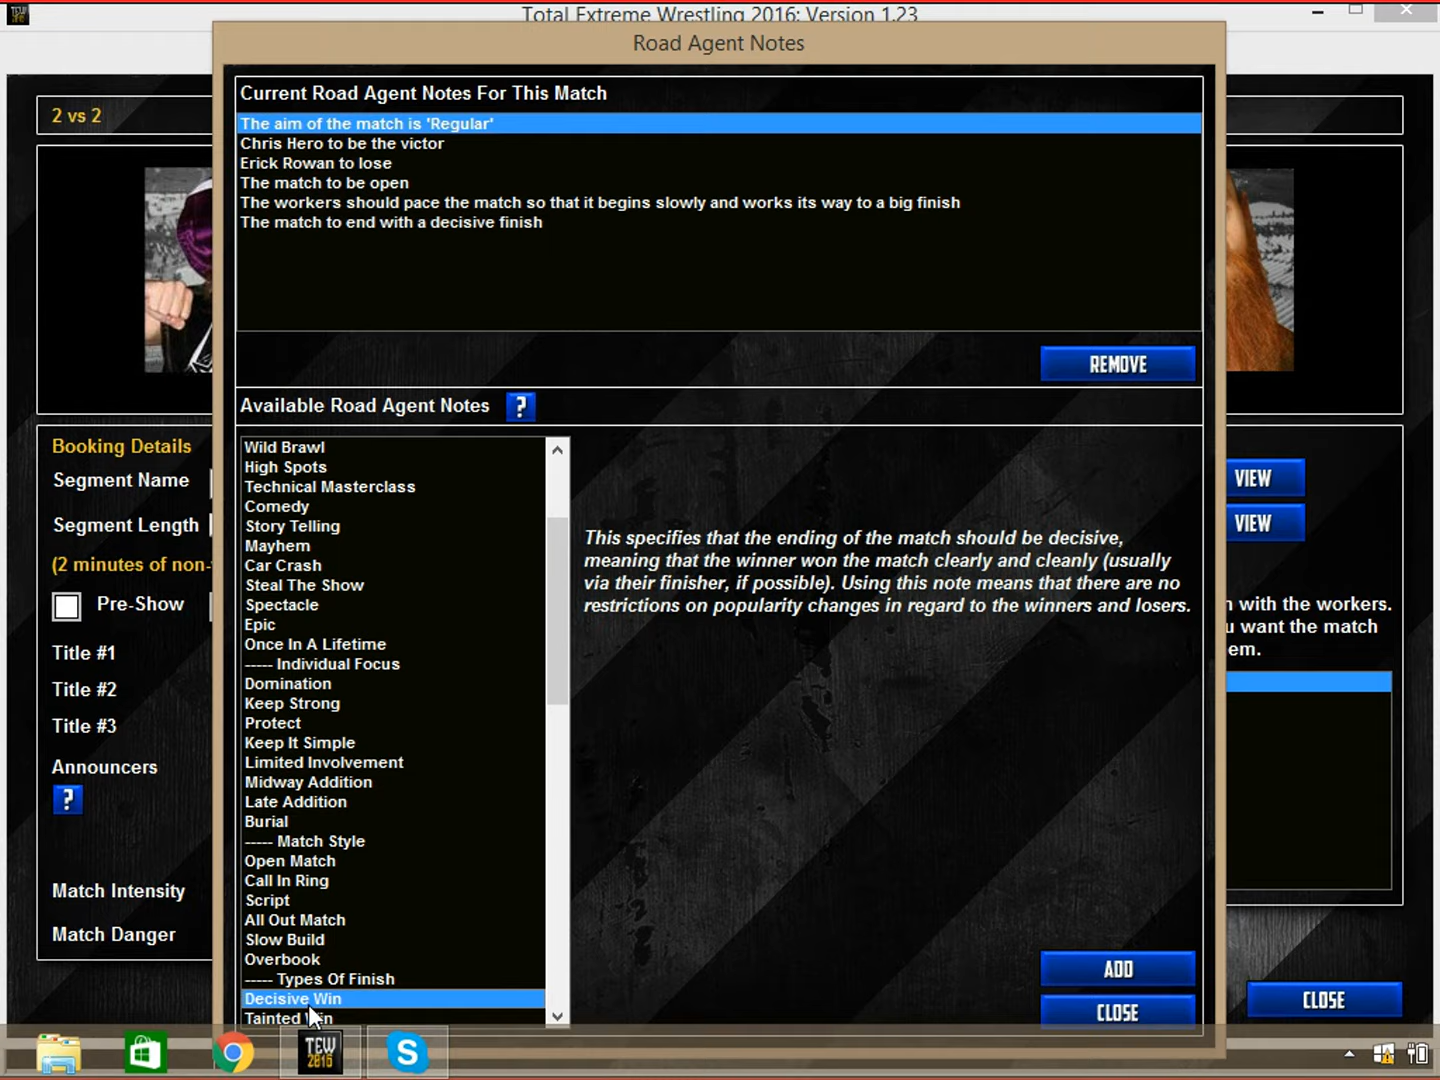 Total Extreme Wrestling 2016: Version 1.23
Road Agent Notes
2 vs 2
Current Road Agent Notes For This Match
The aim of the match is 'Regular'
Chris Hero to be the victor
Erick Rowan to lose
The match to be open
The workers should pace the match so that it begins slowly and works its way to a big finish
The match to end with a decisive finish
REMOVE
Available Road Agent Notes ?
Wild Brawl
High Spots
Technical Masterclass
Comedy
Story Telling
Mayhem
Car Crash
Steal The Show
Spectacle
Epic
Once In A Lifetime
----- Individual Focus
Domination
Keep Strong
Protect
Keep It Simple
Limited Involvement
Midway Addition
Late Addition
Burial
----- Match Style
Open Match
Call In Ring
Script
All Out Match
Slow Build
Overbook
----- Types Of Finish
Decisive Win
Tainted Win
This specifies that the ending of the match should be decisive,
meaning that the winner won the match clearly and cleanly (usually
via their finisher, if possible). Using this note means that there are no
restrictions on popularity changes in regard to the winners and losers.
ADD
CLOSE
Booking Details
Segment Name
Segment Length
(2 minutes of non-
Pre-Show
Title #1
Title #2
Title #3
Announcers
?
Match Intensity
Match Danger
VIEW
VIEW
with the workers.
want the match
em.
CLOSE
TEW
2016
S